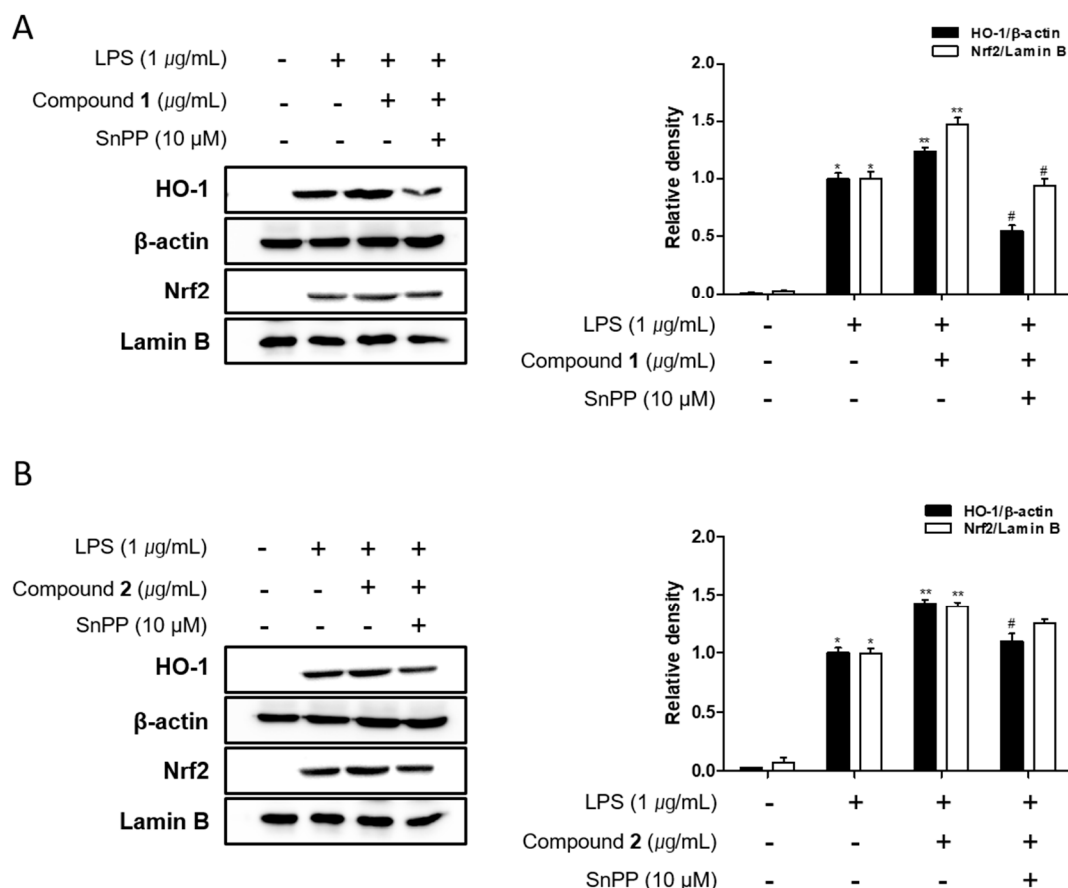 A
LPS (1 µg/mL) - + + +
Compound 1 (µg/mL) - - + +
SnPP (10 µM) - - - +
HO-1
β-actin
Nrf2
Lamin B
HO-1/β-actin
Nrf2/Lamin B
Relative density
2.0
1.5
1.0
0.5
0.0
* * ** ** # #
LPS (1 µg/mL) - + + +
Compound 1 (µg/mL) - - + +
SnPP (10 µM) - - - +
B
LPS (1 µg/mL) - + + +
Compound 2 (µg/mL) - - + +
SnPP (10 µM) - - - +
HO-1
β-actin
Nrf2
Lamin B
HO-1/β-actin
Nrf2/Lamin B
Relative density
2.0
1.5
1.0
0.5
0.0
* * ** ** #
LPS (1 µg/mL) - + + +
Compound 2 (µg/mL) - - + +
SnPP (10 µM) - - - +